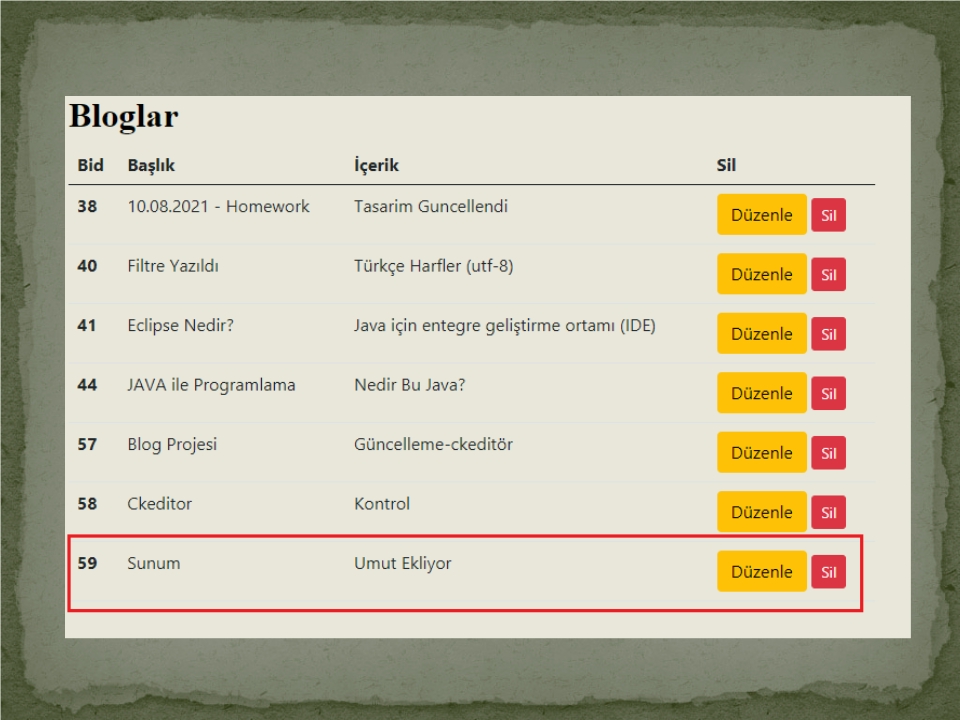 Bloglar
Bid Başlık İçerik Sil
38 10.08.2021 - Homework Tasarim Guncellendi Düzenle Sil
40 Filtre Yazıldı Türkçe Harfler (utf-8) Düzenle Sil
41 Eclipse Nedir? Java için entegre geliştirme ortamı (IDE) Düzenle Sil
44 JAVA ile Programlama Nedir Bu Java? Düzenle Sil
57 Blog Projesi Güncelleme-ckeditör Düzenle Sil
58 Ckeditor Kontrol Düzenle Sil
59 Sunum Umut Ekliyor Düzenle Sil